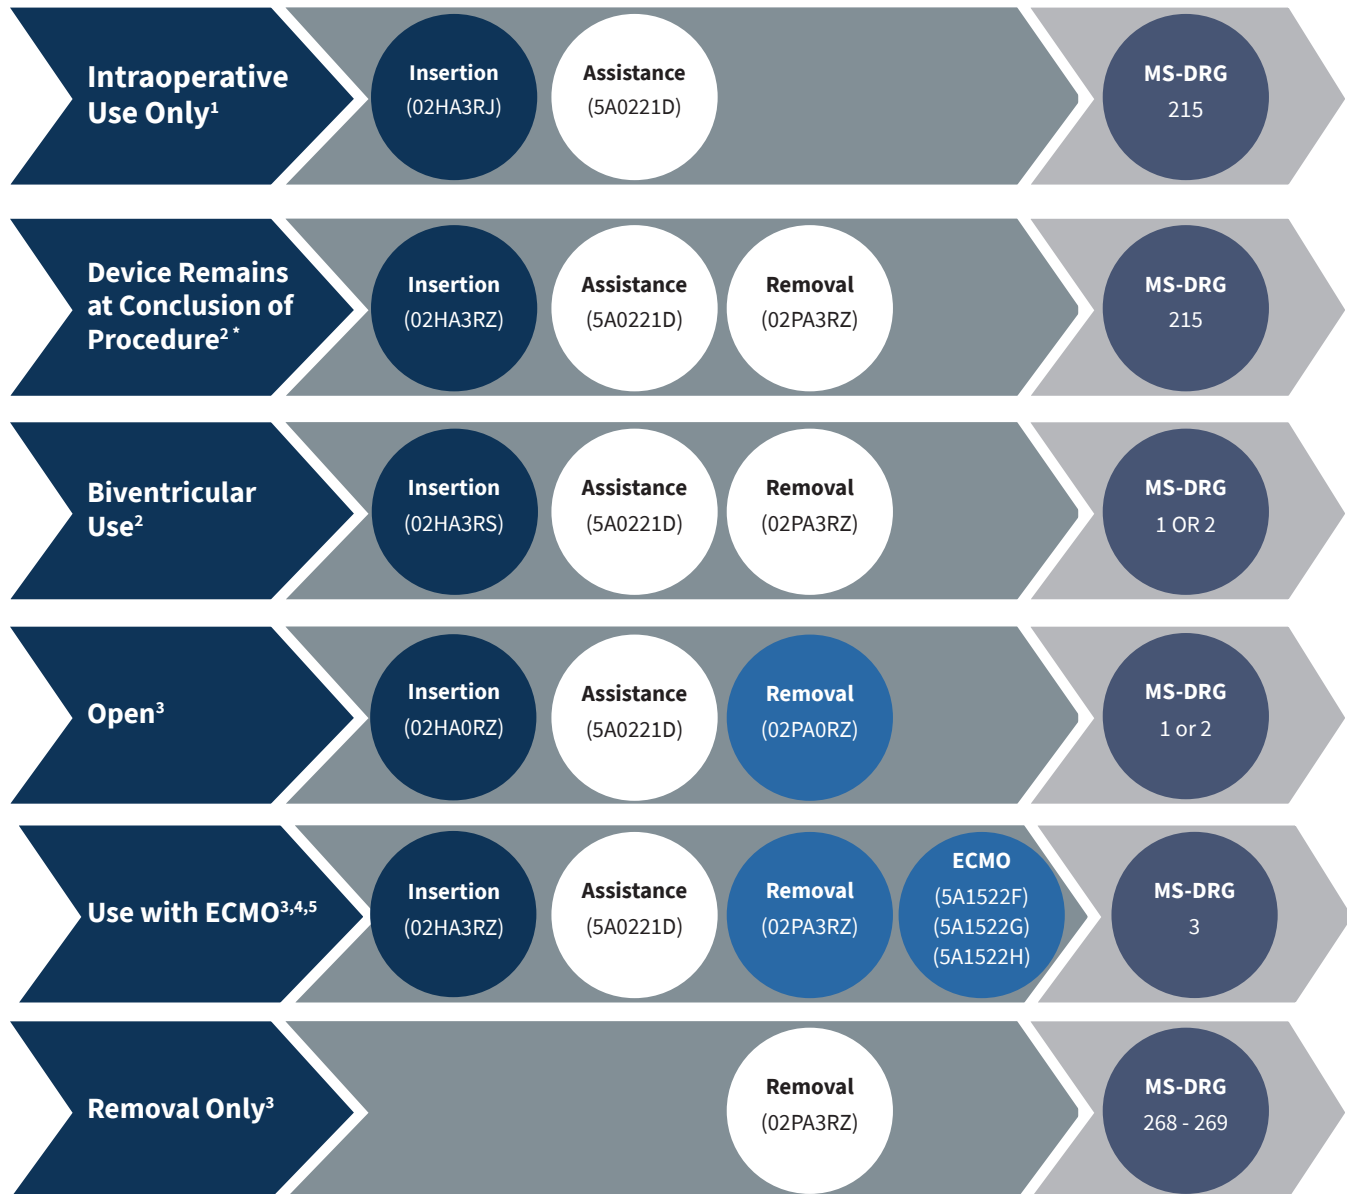 Intraoperative
Use Only¹
Insertion
(02HA3RJ)
Assistance
(5A0221D)
MS-DRG
215
Device Remains
at Conclusion of
Procedure² *
Insertion
(02HA3RZ)
Assistance
(5A0221D)
Removal
(02PA3RZ)
MS-DRG
215
Biventricular
Use²
Insertion
(02HA3RS)
Assistance
(5A0221D)
Removal
(02PA3RZ)
MS-DRG
1 OR 2
Open³
Insertion
(02HA0RZ)
Assistance
(5A0221D)
Removal
(02PA0RZ)
MS-DRG
1 or 2
Use with ECMO³,⁴,⁵
Insertion
(02HA3RZ)
Assistance
(5A0221D)
Removal
(02PA3RZ)
ECMO
(5A1522F)
(5A1522G)
(5A1522H)
MS-DRG
3
Removal Only³
Removal
(02PA3RZ)
MS-DRG
268 - 269